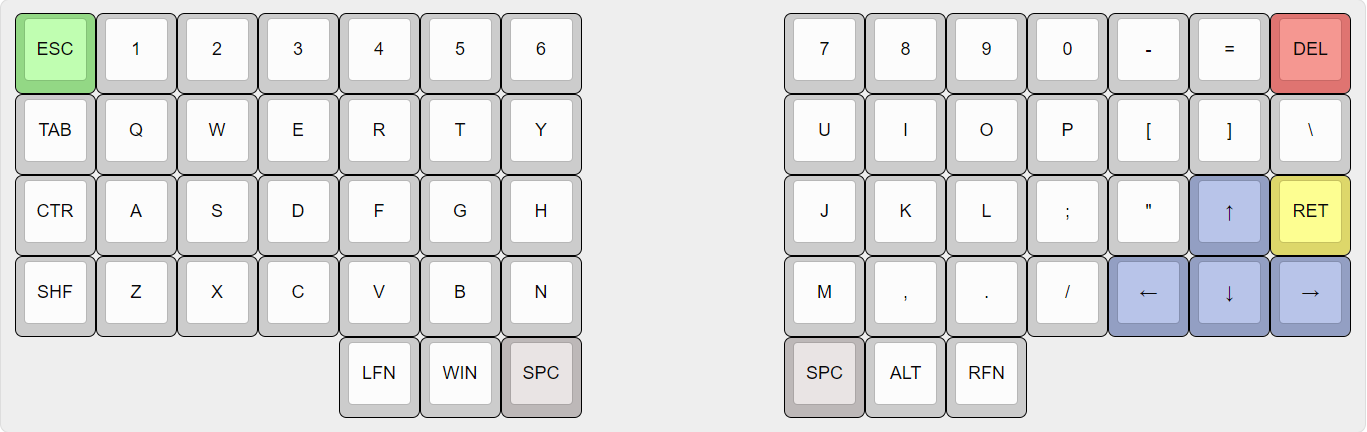 ESC 1 2 3 4 5 6 7 8 9 0 - = DEL
TAB Q W E R T Y U I O P [ ] \
CTR A S D F G H J K L ; " ↑ RET
SHF Z X C V B N M , . / ← ↓ →
LFN WIN SPC SPC ALT RFN